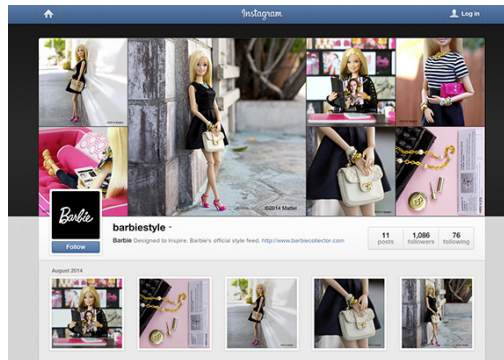 Instagram
Log in
©2014 Mattel
Barbie
barbiestyle
Follow
Barbie Designed to Inspire. Barbie's official style feed. http://www.barbiecollector.com
11 posts
1,086 followers
76 following
August 2014